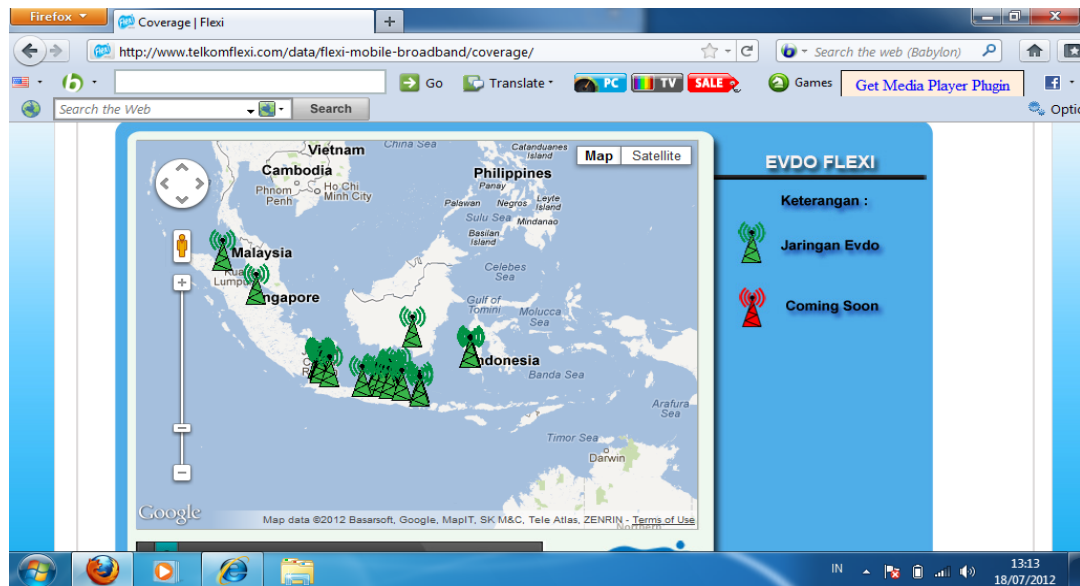 Firefox
Coverage | Flexi
http://www.telkomflexi.com/data/flexi-mobile-broadband/coverage/
Search the web (Babylon)
Go
Translate
PC
TV
SALE
Games
Get Media Player Plugin
Search the Web
Search
Optio
Vietnam
China Sea
Catanduanes
Island
Map
Satellite
EVDO FLEXI
Cambodia
Philippines
Phnom
Penh
Ho Chi
Minh City
Panay
Palawan
Negros
Leyte
Island
Keterangan :
Sulu Sea
Mindanao
Basilan
Island
Jaringan Evdo
Malaysia
Lumpu
Celebes
Sea
ngapore
Gulf of
Tomini
Molucca
Sea
Coming Soon
ndonesia
Banda Sea
Arafura
Sea
Timor Sea
Darwin
Google
Map data ©2012 Basarsoft, Google, MapIT, SK M&C, Tele Atlas, ZENRIN - Terms of Use
Northern
IN
13:13
18/07/2012